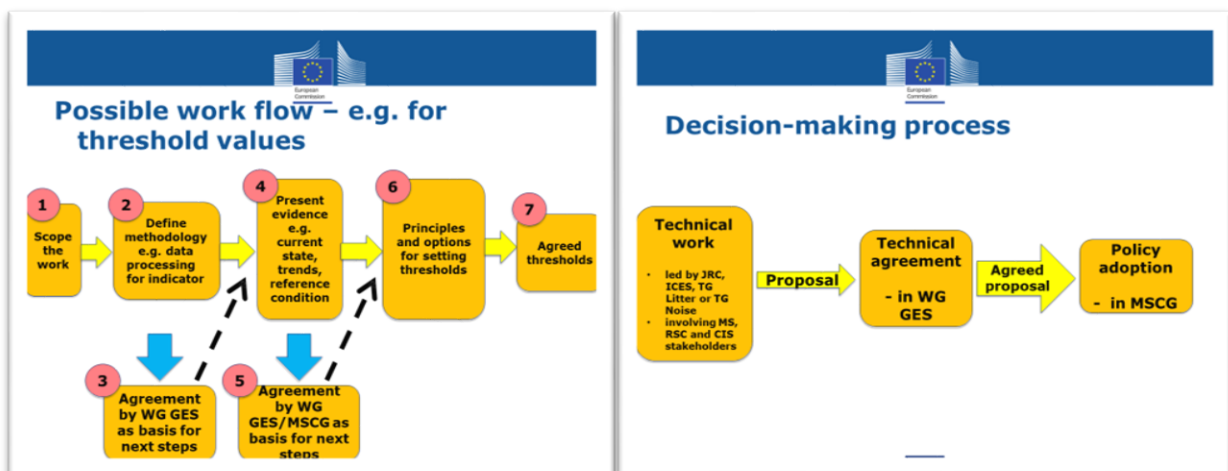 European
Commission
Possible work flow – e.g. for
threshold values
1
Scope
the
work
2
Define
methodology
e.g. data
processing
for indicator
4
Present
evidence
e.g.
current
state,
trends,
reference
condition
6
Principles
and options
for setting
thresholds
7
Agreed
thresholds
3
Agreement
by WG GES
as basis for
next steps
5
Agreement
by WG
GES/MSCG as
basis for next
steps
European
Commission
Decision-making process
Technical
work
• led by JRC,
ICES, TG
Litter or TG
Noise
• involving MS,
RSC and CIS
stakeholders
Proposal
Technical
agreement
- in WG
GES
Agreed
proposal
Policy
adoption
- in MSCG